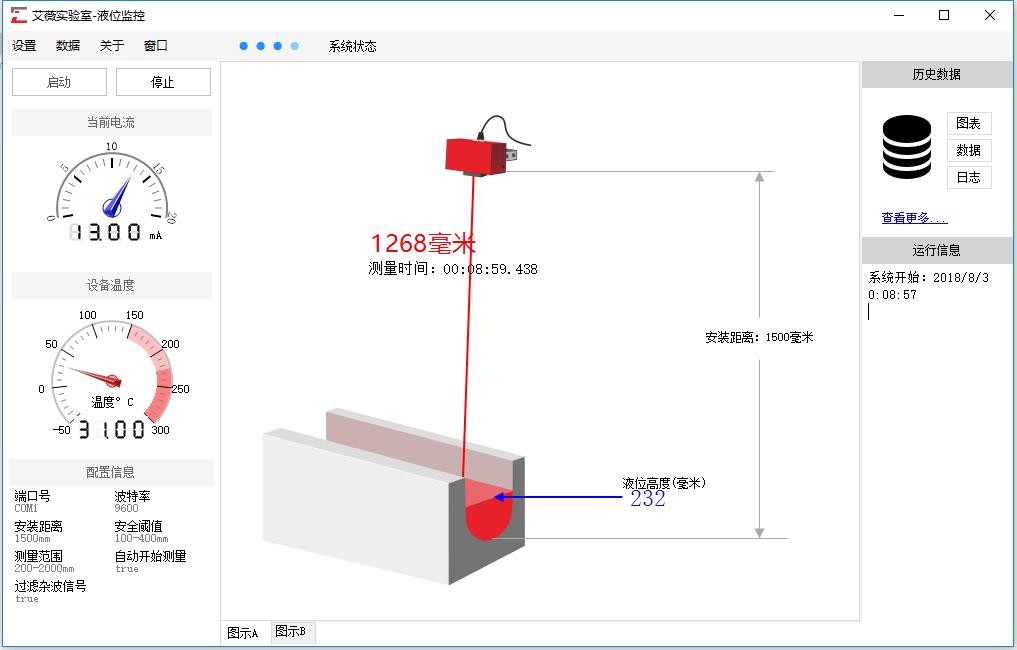 艾薇实验室-液位监控
设置 数据 关于 窗口 系统状态
启动 停止
当前电流
0 5 10 15 20
13.00 mA
设备温度
-50 0 50 100 150 200 250 300
温度° C
31.00
配置信息
端口号 波特率
COM1 9600
安装距离 安全阈值
1500mm 100-400mm
测量范围 自动开始测量
200-2000mm true
过滤杂波信号
true
1268毫米
测量时间: 00:08:59.438
安装距离: 1500毫米
液位高度(毫米)
232
图示A 图示B
历史数据
图表
数据
日志
查看更多...
运行信息
系统开始: 2018/8/3
0:08:57